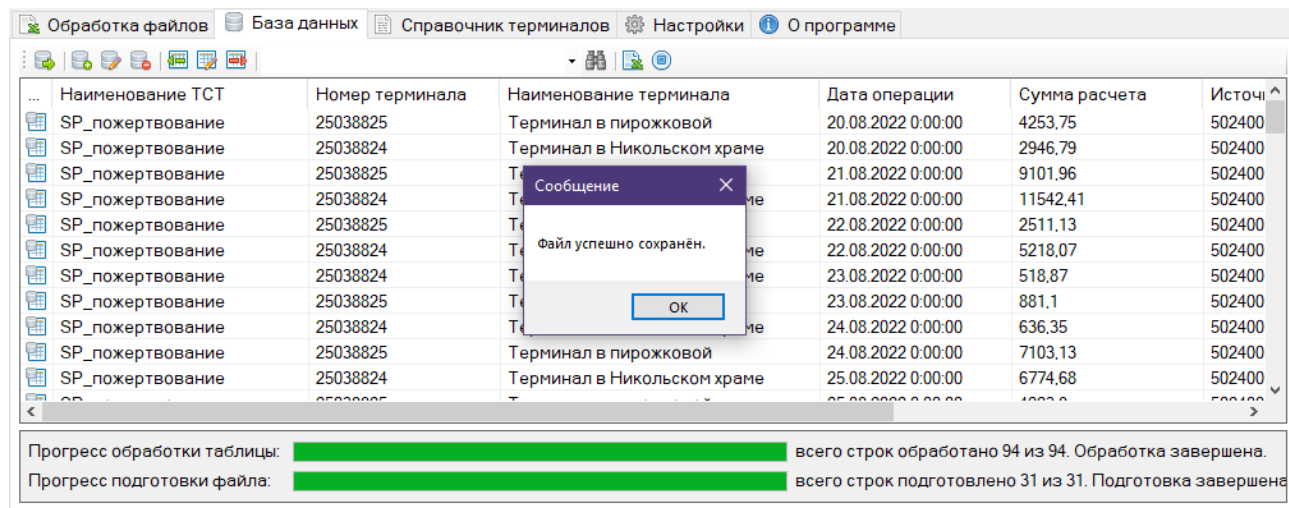 Обработка файлов База данных Справочник терминалов Настройки О программе
... Наименование ТСТ Номер терминала Наименование терминала Дата операции Сумма расчета
SP_пожертвование 25038825 Терминал в пирожковой 20.08.2022 0:00:00 4253,75 502400
SP_пожертвование 25038824 Терминал в Никольском храме 20.08.2022 0:00:00 2946,79 502400
SP_пожертвование 25038825 21.08.2022 0:00:00 9101,96 502400
SP_пожертвование 25038824 21.08.2022 0:00:00 11542,41 502400
SP_пожертвование 25038825 22.08.2022 0:00:00 2511,13 502400
SP_пожертвование 25038824 22.08.2022 0:00:00 5218,07 502400
SP_пожертвование 25038824 23.08.2022 0:00:00 518,87 502400
SP_пожертвование 25038825 23.08.2022 0:00:00 881,1 502400
SP_пожертвование 25038824 24.08.2022 0:00:00 636,35 502400
SP_пожертвование 25038825 Терминал в пирожковой 24.08.2022 0:00:00 7103,13 502400
SP_пожертвование 25038824 Терминал в Никольском храме 25.08.2022 0:00:00 6774,68 502400
Сообщение
Файл успешно сохранён.
OK
Прогресс обработки таблицы: всего строк обработано 94 из 94. Обработка завершена.
Прогресс подготовки файла: всего строк подготовлено 31 из 31. Подготовка завершена